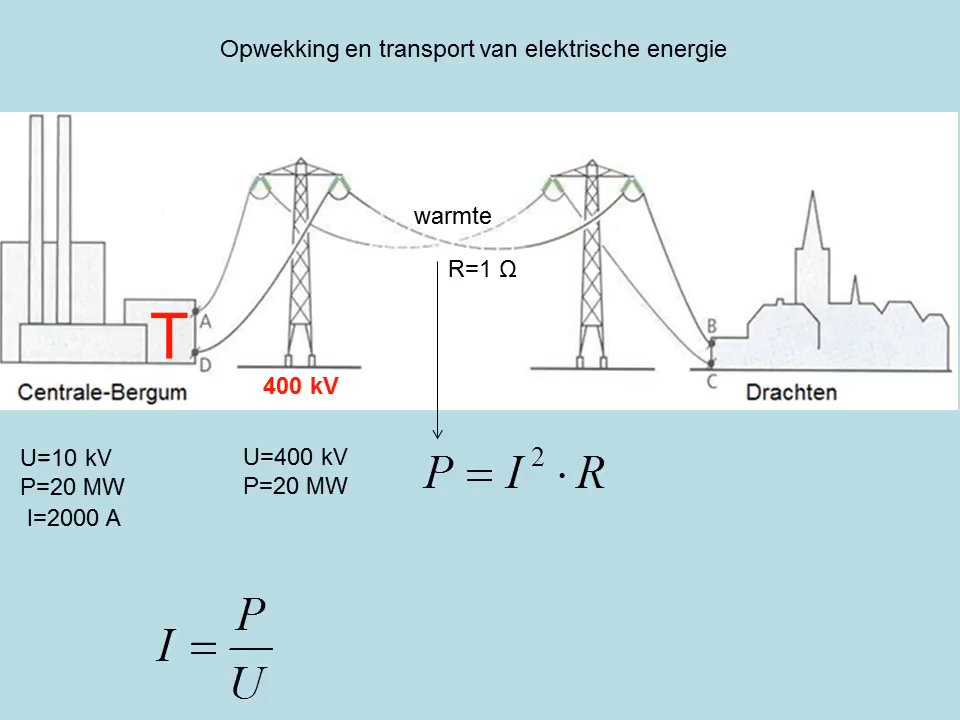 Opwekking en transport van elektrische energie
warmte
R=1 Ω
T
A
D
B
C
400 kV
Centrale-Bergum
Drachten
U=10 kV
P=20 MW
I=2000 A
U=400 kV
P=20 MW
P = I² · R
I = P/U